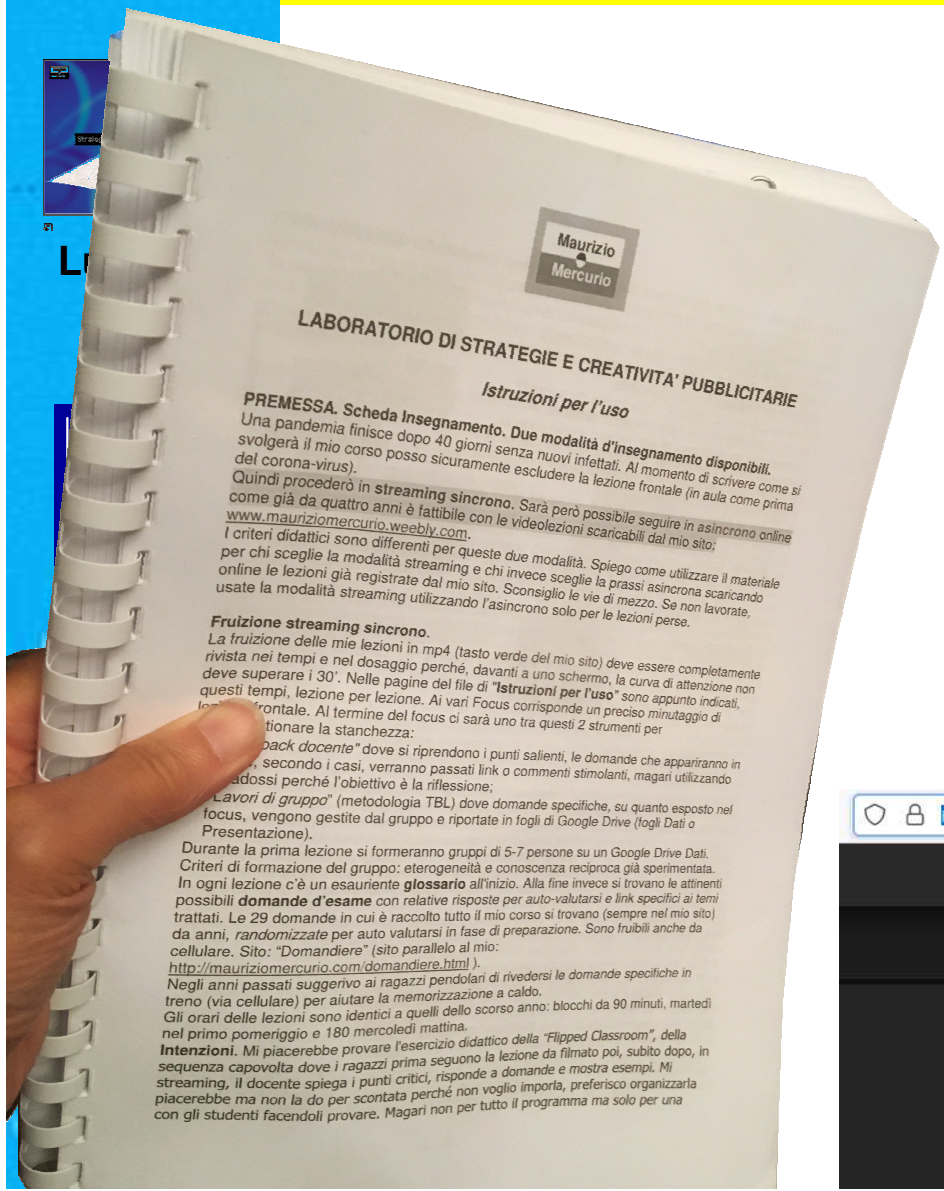 Strateg
L
Maurizio
Mercurio
LABORATORIO DI STRATEGIE E CREATIVITA' PUBBLICITARIE
Istruzioni per l'uso
PREMESSA. Scheda Insegnamento. Due modalità d'insegnamento disponibili.
Una pandemia finisce dopo 40 giorni senza nuovi infettati. Al momento di scrivere come si
svolgerà il mio corso posso sicuramente escludere la lezione frontale (in aula come prima
del corona-virus).
Quindi procederò in streaming sincrono. Sarà però possibile seguire in asincrono online
come già da quattro anni è fattibile con le videolezioni scaricabili dal mio sito:
www.mauriziomercurio.weebly.com.
I criteri didattici sono differenti per queste due modalità. Spiego come utilizzare il materiale
per chi sceglie la modalità streaming e chi invece sceglie la prassi asincrona scaricando
online le lezioni già registrate dal mio sito. Sconsiglio le vie di mezzo. Se non lavorate,
usate la modalità streaming utilizzando l'asincrono solo per le lezioni perse.
Fruizione streaming sincrono.
La fruizione delle mie lezioni in mp4 (tasto verde del mio sito) deve essere completamente
rivista nei tempi e nel dosaggio perché, davanti a uno schermo, la curva di attenzione non
deve superare i 30'. Nelle pagine del file di "Istruzioni per l'uso" sono appunto indicati,
questi tempi, lezione per lezione. Ai vari Focus corrisponde un preciso minutaggio di
frontale. Al termine del focus ci sarà uno tra questi 2 strumenti per
tionare la stanchezza:
back docente" dove si riprendono i punti salienti, le domande che appariranno in
, secondo i casi, verranno passati link o commenti stimolanti, magari utilizzando
adossi perché l'obiettivo è la riflessione;
"Lavori di gruppo" (metodologia TBL) dove domande specifiche, su quanto esposto nel
focus, vengono gestite dal gruppo e riportate in fogli di Google Drive (fogli Dati o
Presentazione).
Durante la prima lezione si formeranno gruppi di 5-7 persone su un Google Drive Dati.
Criteri di formazione del gruppo: eterogeneità e conoscenza reciproca già sperimentata.
In ogni lezione c'è un esauriente glossario all'inizio. Alla fine invece si trovano le attinenti
possibili domande d'esame con relative risposte per auto-valutarsi e link specifici ai temi
trattati. Le 29 domande in cui è raccolto tutto il mio corso si trovano (sempre nel mio sito)
da anni, randomizzate per auto valutarsi in fase di preparazione. Sono fruibili anche da
cellulare. Sito: "Domandiere" (sito parallelo al mio:
http://mauriziomercurio.com/domandiere.html ).
Negli anni passati suggerivo ai ragazzi pendolari di rivedersi le domande specifiche in
treno (via cellulare) per aiutare la memorizzazione a caldo.
Gli orari delle lezioni sono identici a quelli dello scorso anno: blocchi da 90 minuti, martedì
nel primo pomeriggio e 180 mercoledì mattina.
Intenzioni. Mi piacerebbe provare l'esercizio didattico della "Flipped Classroom", della
sequenza capovolta dove i ragazzi prima seguono la lezione da filmato poi, subito dopo, in
streaming, il docente spiega i punti critici, risponde a domande e mostra esempi. Mi
piacerebbe ma non la do per scontata perché non voglio imporla, preferisco organizzarla
con gli studenti facendoli provare. Magari non per tutto il programma ma solo per una